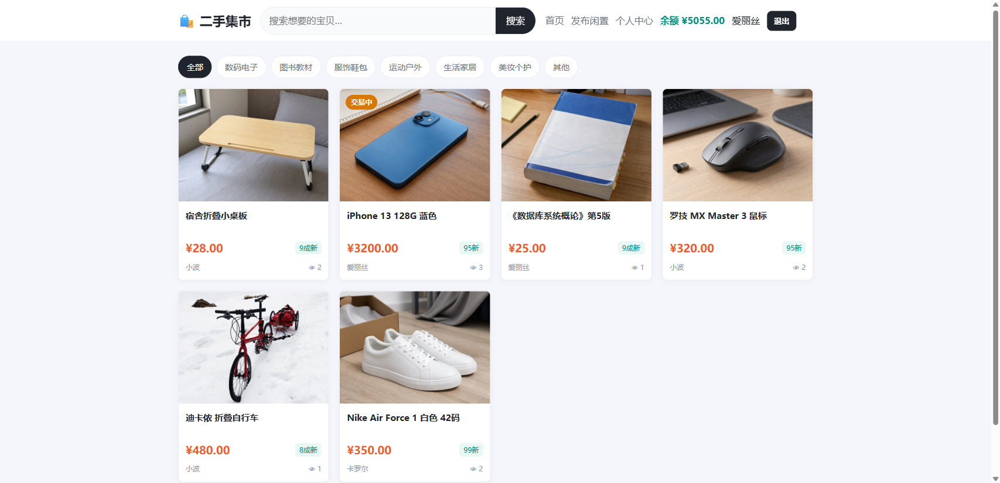 二手集市
搜索想要的宝贝...
搜索
首页 发布闲置 个人中心 余额 ¥5055.00 爱丽丝 退出
全部 数码电子 图书教材 服饰鞋包 运动户外 生活家居 美妆个护 其他
宿舍折叠小桌板
¥28.00 9成新
小波 2
交易中
iPhone 13 128G 蓝色
¥3200.00 95新
爱丽丝 3
《数据库系统概论》第5版
¥25.00 9成新
爱丽丝 1
罗技 MX Master 3 鼠标
¥320.00 95新
小波 2
迪卡侬 折叠自行车
¥480.00 8成新
小波 1
Nike Air Force 1 白色 42码
¥350.00 99新
卡罗尔 2